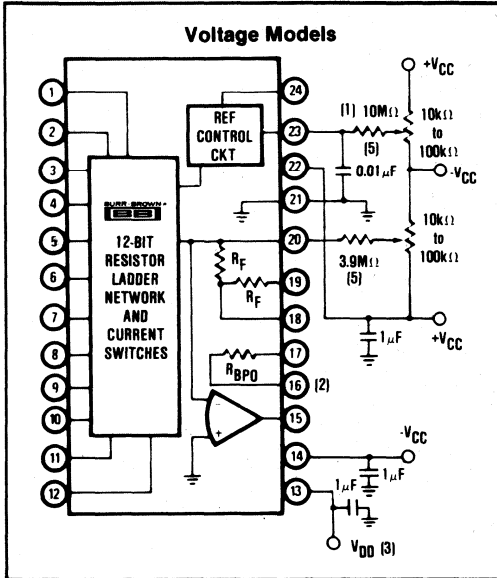 Voltage Models
1
2
3
4
5
6
7
8
9
10
11
12
BURR-BROWN®
BB
12-BIT
RESISTOR
LADDER
NETWORK
AND
CURRENT
SWITCHES
REF
CONTROL
CKT
RF
RF
RBPO
-
+
24
23
22
21
20
19
18
17
16 (2)
15
14
13
+VCC
(1) 10MΩ
(5)
10kΩ
to
100kΩ
0.01μF
-VCC
3.9MΩ
(5)
10kΩ
to
100kΩ
1μF
+VCC
-VCC
1μF
1μF
VDD (3)